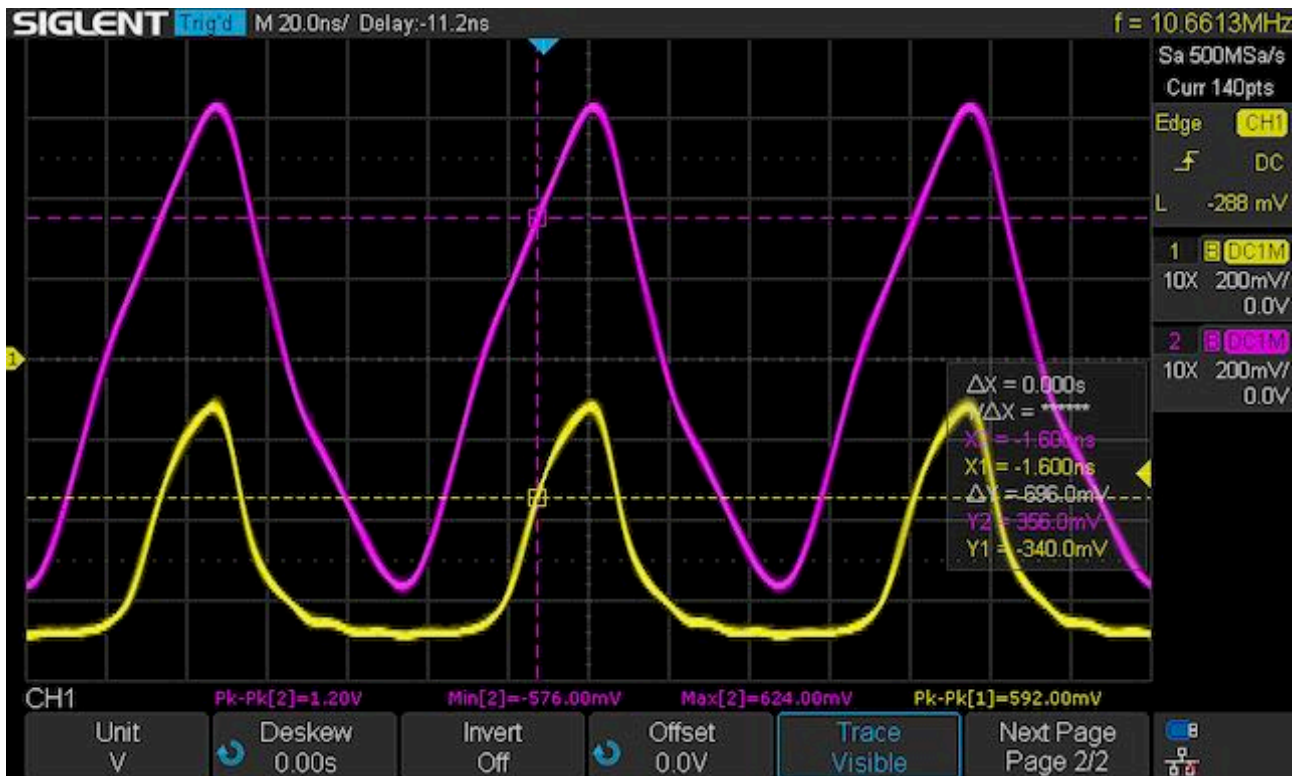 SIGLENT Trig'd M 20.0ns/ Delay:-11.2ns f = 10.6613MHz
Sa 500MSa/s
Curr 140pts
Edge CH1
DC
L -288 mV
1 B DC1M
10X 200mV/
0.0V
2 B DC1M
10X 200mV/
0.0V
1
ΔX = 0.000s
1/ΔX = ******
X2 = -1.600ns
X1 = -1.600ns
ΔY = 696.0mV
Y2 = 356.0mV
Y1 = -340.0mV
CH1 Pk-Pk[2]=1.20V Min[2]=-576.00mV Max[2]=624.00mV Pk-Pk[1]=592.00mV
Unit
V
Deskew
0.00s
Invert
Off
Offset
0.0V
Trace
Visible
Next Page
Page 2/2
B